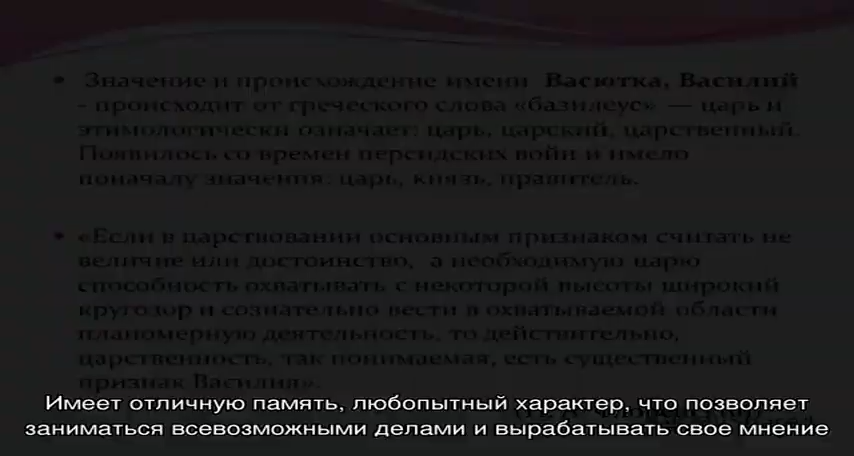 • Значение и происхождение имени Васютка, Василий
- происходит от греческого слова «базилеус» — царь и
этимологически означает: царь, царский, царственный.
Появилось со времен персидских войн и имело
поначалу значения: царь, князь, правитель.
• «Если в царствовании основным признаком считать не
величие или достоинство, а необходимую царю
способность охватывать с некоторой высоты широкий
кругозор и сознательно вести в охватываемой области
планомерную деятельность, то действительно,
царственность, так понимаемая, есть существенный
признак Василия».
Имеет отличную память, любопытный характер, что позволяет
заниматься всевозможными делами и вырабатывать свое мнение